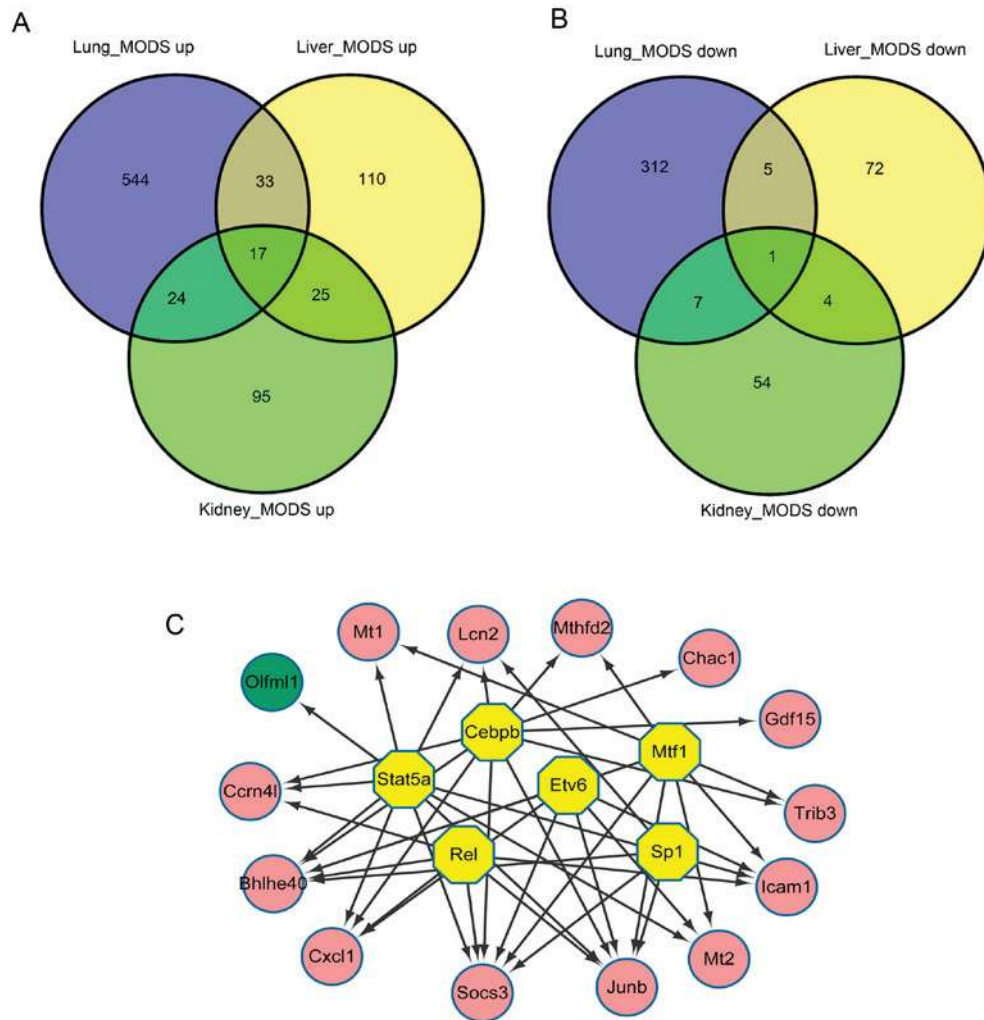 A
Lung_MODS up Liver_MODS up
544 33 110
17
24 25
95
Kidney_MODS up
B
Lung_MODS down Liver_MODS down
312 5 72
1
7 4
54
Kidney_MODS down
C
Mt1 Lcn2 Mthfd2
Chac1
Olfml1
Gdf15
Cebpb
Mtf1
Stat5a Etv6
Ccrn4l
Trib3
Rel Sp1
Bhlhe40 Icam1
Cxcl1 Mt2
Socs3 Junb